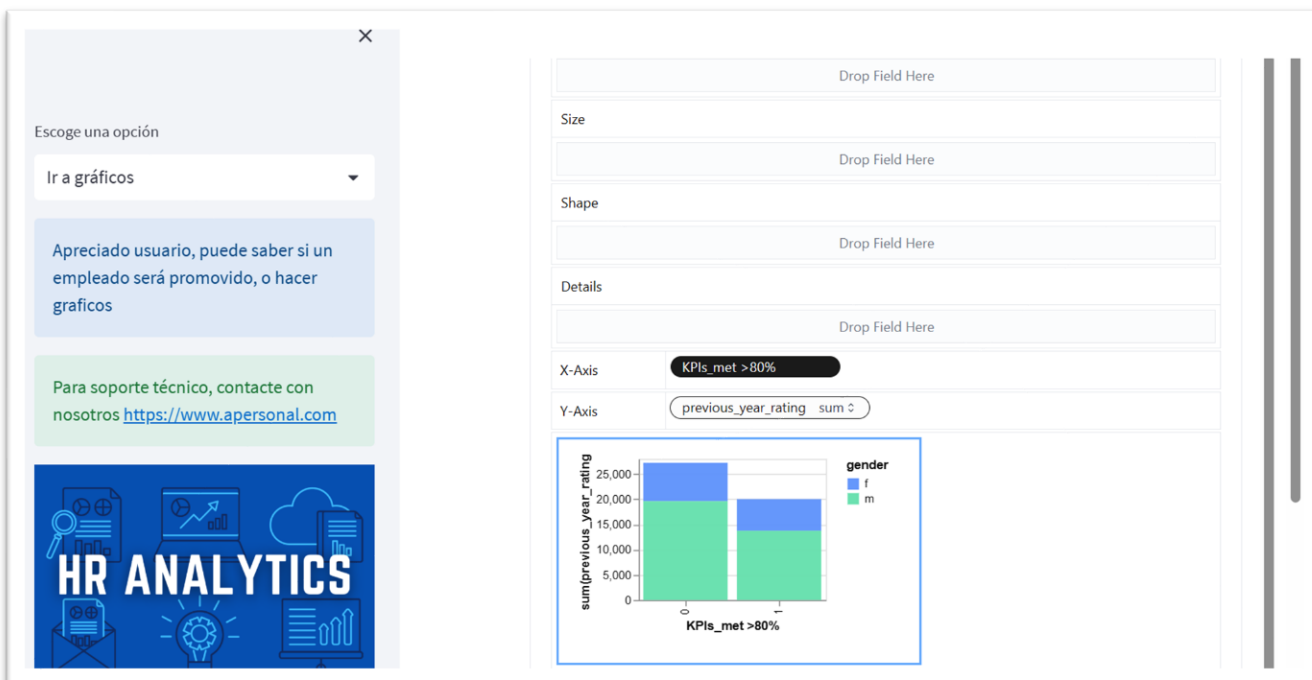 ×
Escoge una opción
Ir a gráficos
Apreciado usuario, puede saber si un
empleado será promovido, o hacer
graficos
Para soporte técnico, contacte con
nosotros https://www.apersonal.com
HR ANALYTICS
Drop Field Here
Size
Drop Field Here
Shape
Drop Field Here
Details
Drop Field Here
X-Axis KPIs_met >80%
Y-Axis previous_year_rating sum
sum(previous_year_rating
25,000
20,000
15,000
10,000
5,000
0
0 1
KPIs_met >80%
gender
f
m